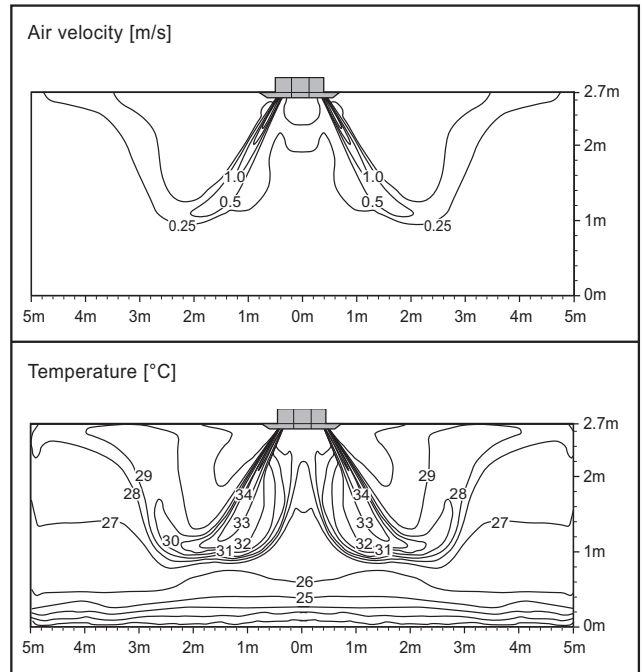 Air velocity [m/s]
2.7m
2m
1.0 1.0
0.5 0.5
1m
0.25 0.25
0m
5m 4m 3m 2m 1m 0m 1m 2m 3m 4m 5m
Temperature [°C]
2.7m
29 29
2m
28 34 34 28
27 33 33 27
30 31 32 32 31
1m
26
25
0m
5m 4m 3m 2m 1m 0m 1m 2m 3m 4m 5m